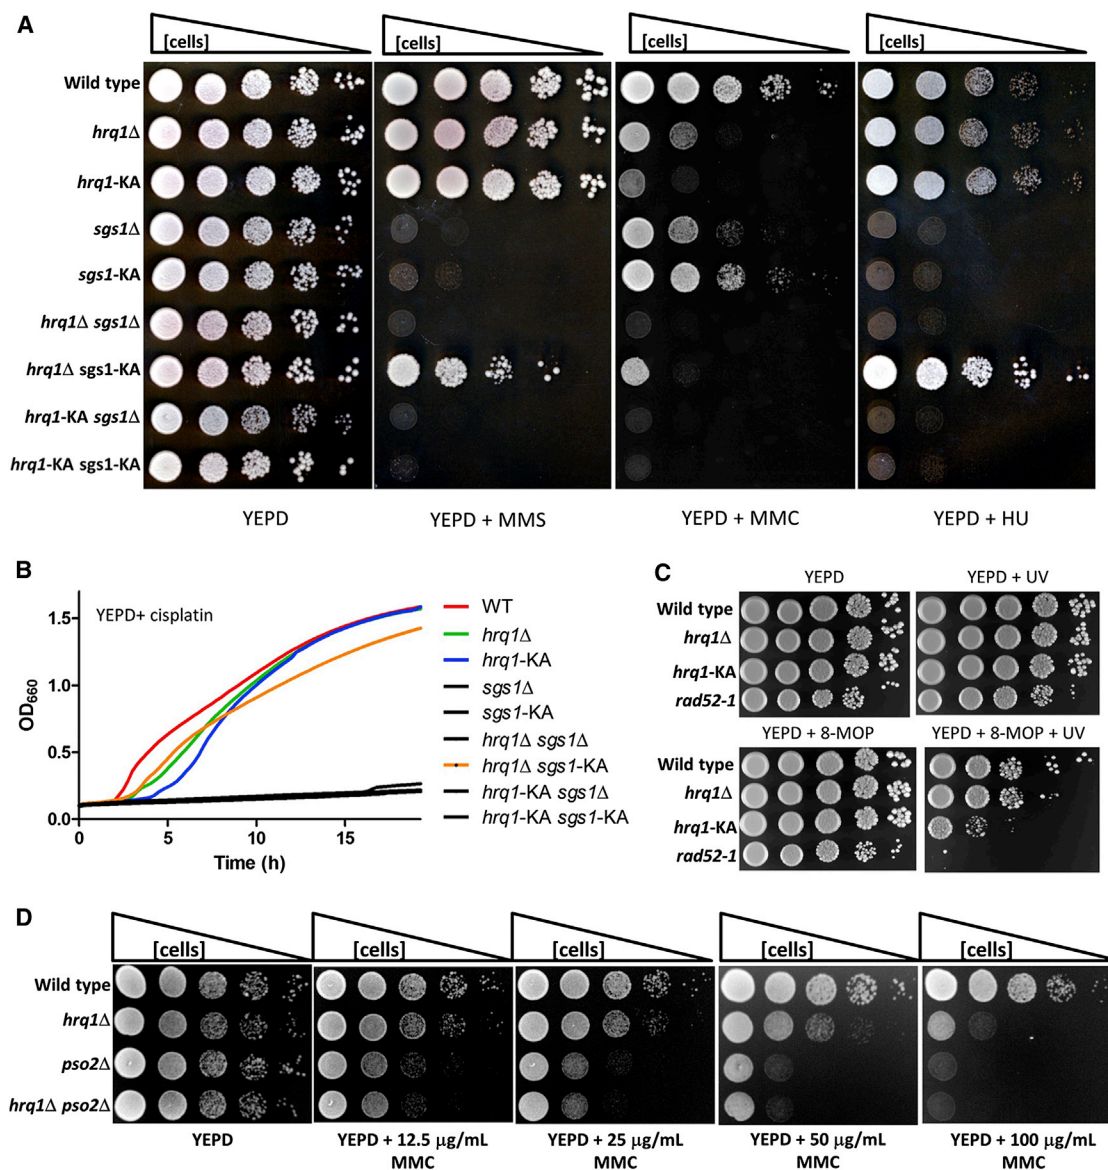 A
[cells] [cells] [cells] [cells]
Wild type
hrq1Δ
hrq1-KA
sgs1Δ
sgs1-KA
hrq1Δ sgs1Δ
hrq1Δ sgs1-KA
hrq1-KA sgs1Δ
hrq1-KA sgs1-KA
YEPD YEPD + MMS YEPD + MMC YEPD + HU
B
YEPD+ cisplatin
OD660
1.5
1.0
0.5
0.0
0 5 10 15
Time (h)
WT
hrq1Δ
hrq1-KA
sgs1Δ
sgs1-KA
hrq1Δ sgs1Δ
hrq1Δ sgs1-KA
hrq1-KA sgs1Δ
hrq1-KA sgs1-KA
C
YEPD YEPD + UV
Wild type
hrq1Δ
hrq1-KA
rad52-1
YEPD + 8-MOP YEPD + 8-MOP + UV
Wild type
hrq1Δ
hrq1-KA
rad52-1
D
[cells] [cells] [cells] [cells] [cells]
Wild type
hrq1Δ
pso2Δ
hrq1Δ pso2Δ
YEPD YEPD + 12.5 μg/mL YEPD + 25 μg/mL YEPD + 50 μg/mL YEPD + 100 μg/mL
MMC MMC MMC MMC